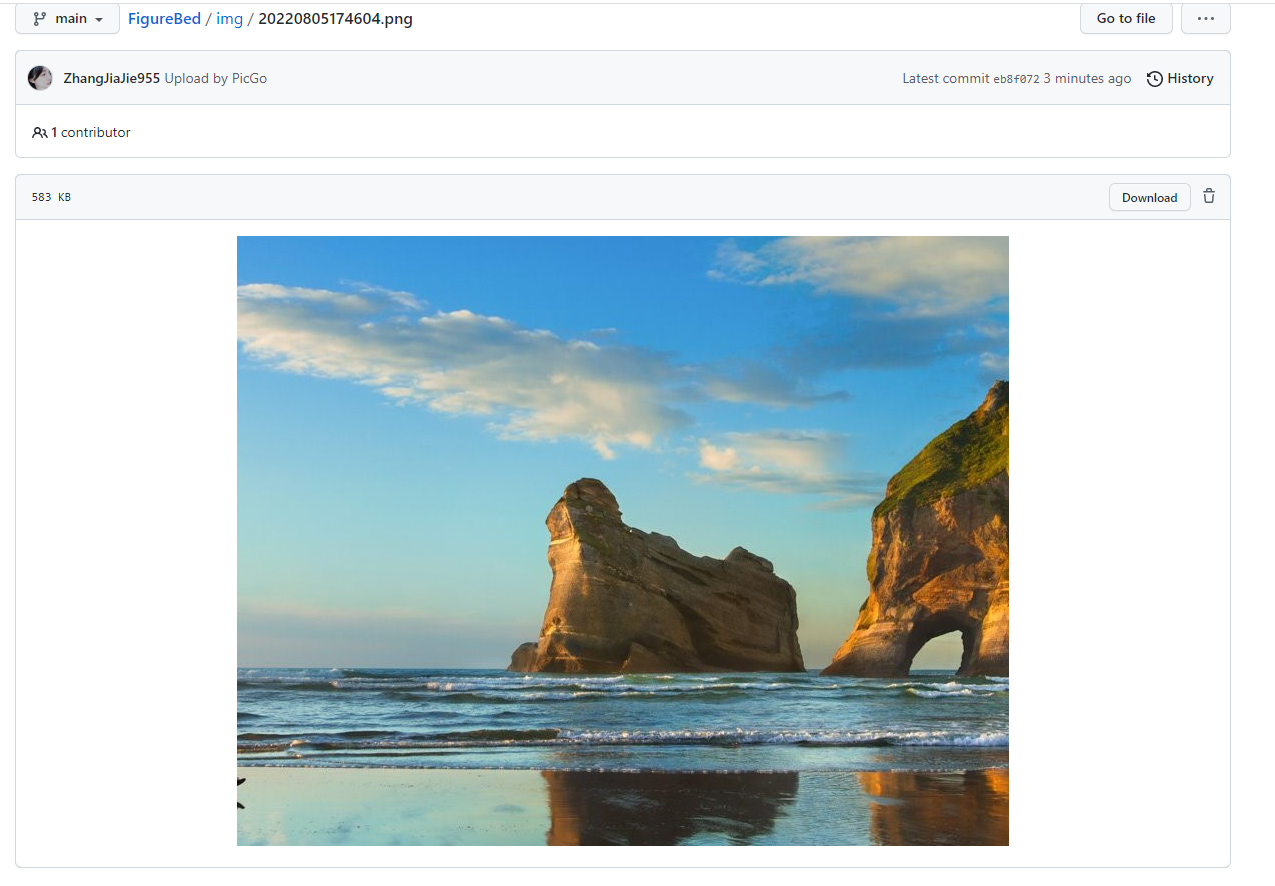 main FigureBed / img / 20220805174604.png Go to file ...
ZhangJiaJie955 Upload by PicGo Latest commit eb8f072 3 minutes ago History
1 contributor
583 KB Download